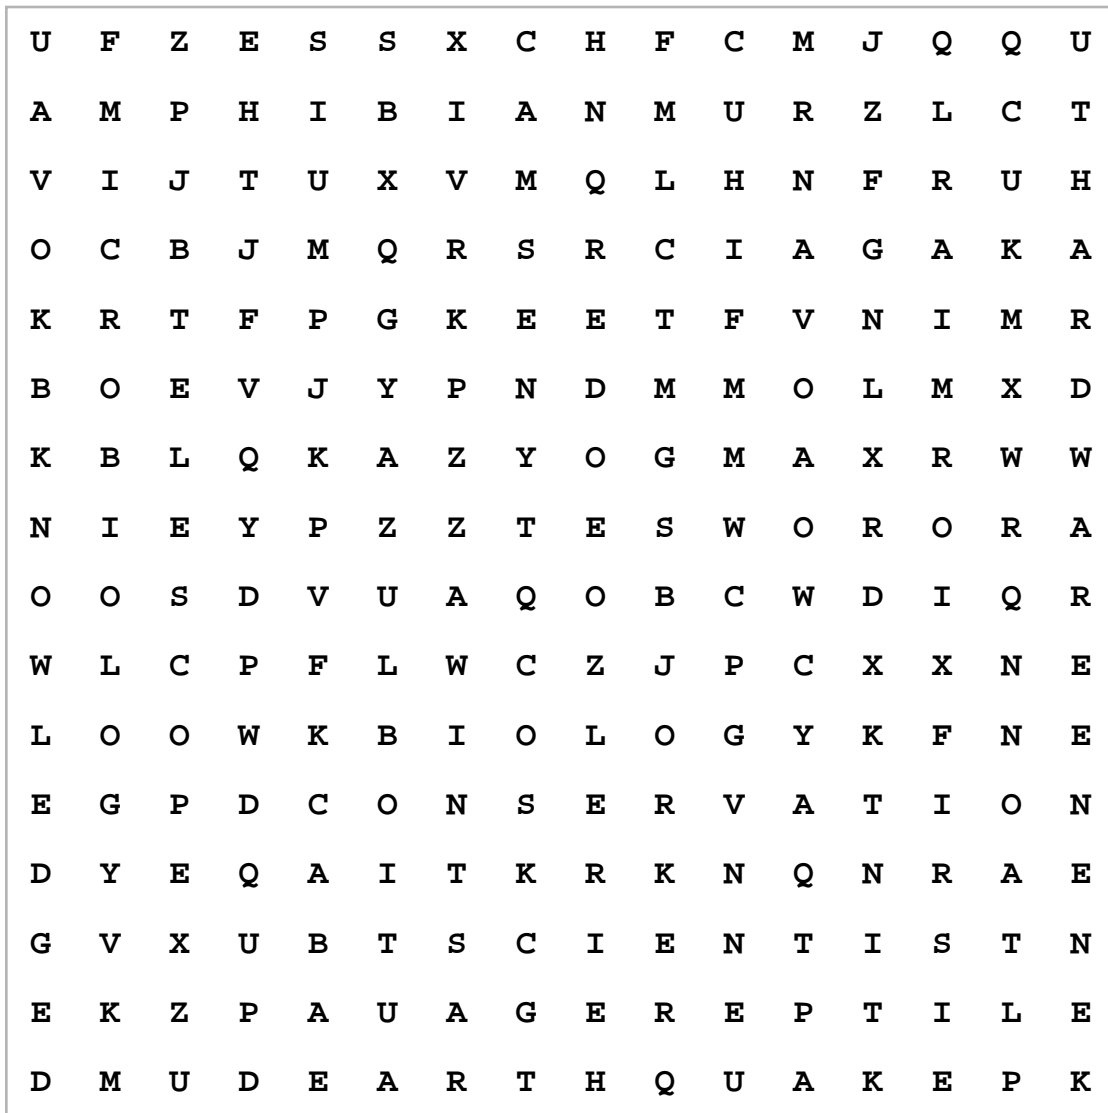 U F Z E S S X C H F C M J Q Q U
A M P H I B I A N M U R Z L C T
V I J T U X V M Q L H N F R U H
O C B J M Q R S R C I A G A K A
K R T F P G K E E T F V N I M R
B O E V J Y P N D M M O L M X D
K B L Q K A Z Y O G M A X R W W
N I E Y P Z Z T E S W O R O R A
O O S D V U A Q O B C W D I Q R
W L C P F L W C Z J P C X X N E
L O O W K B I O L O G Y K F N E
E G P D C O N S E R V A T I O N
D Y E Q A I T K R K N Q N R A E
G V X U B T S C I E N T I S T N
E K Z P A U A G E R E P T I L E
D M U D E A R T H Q U A K E P K